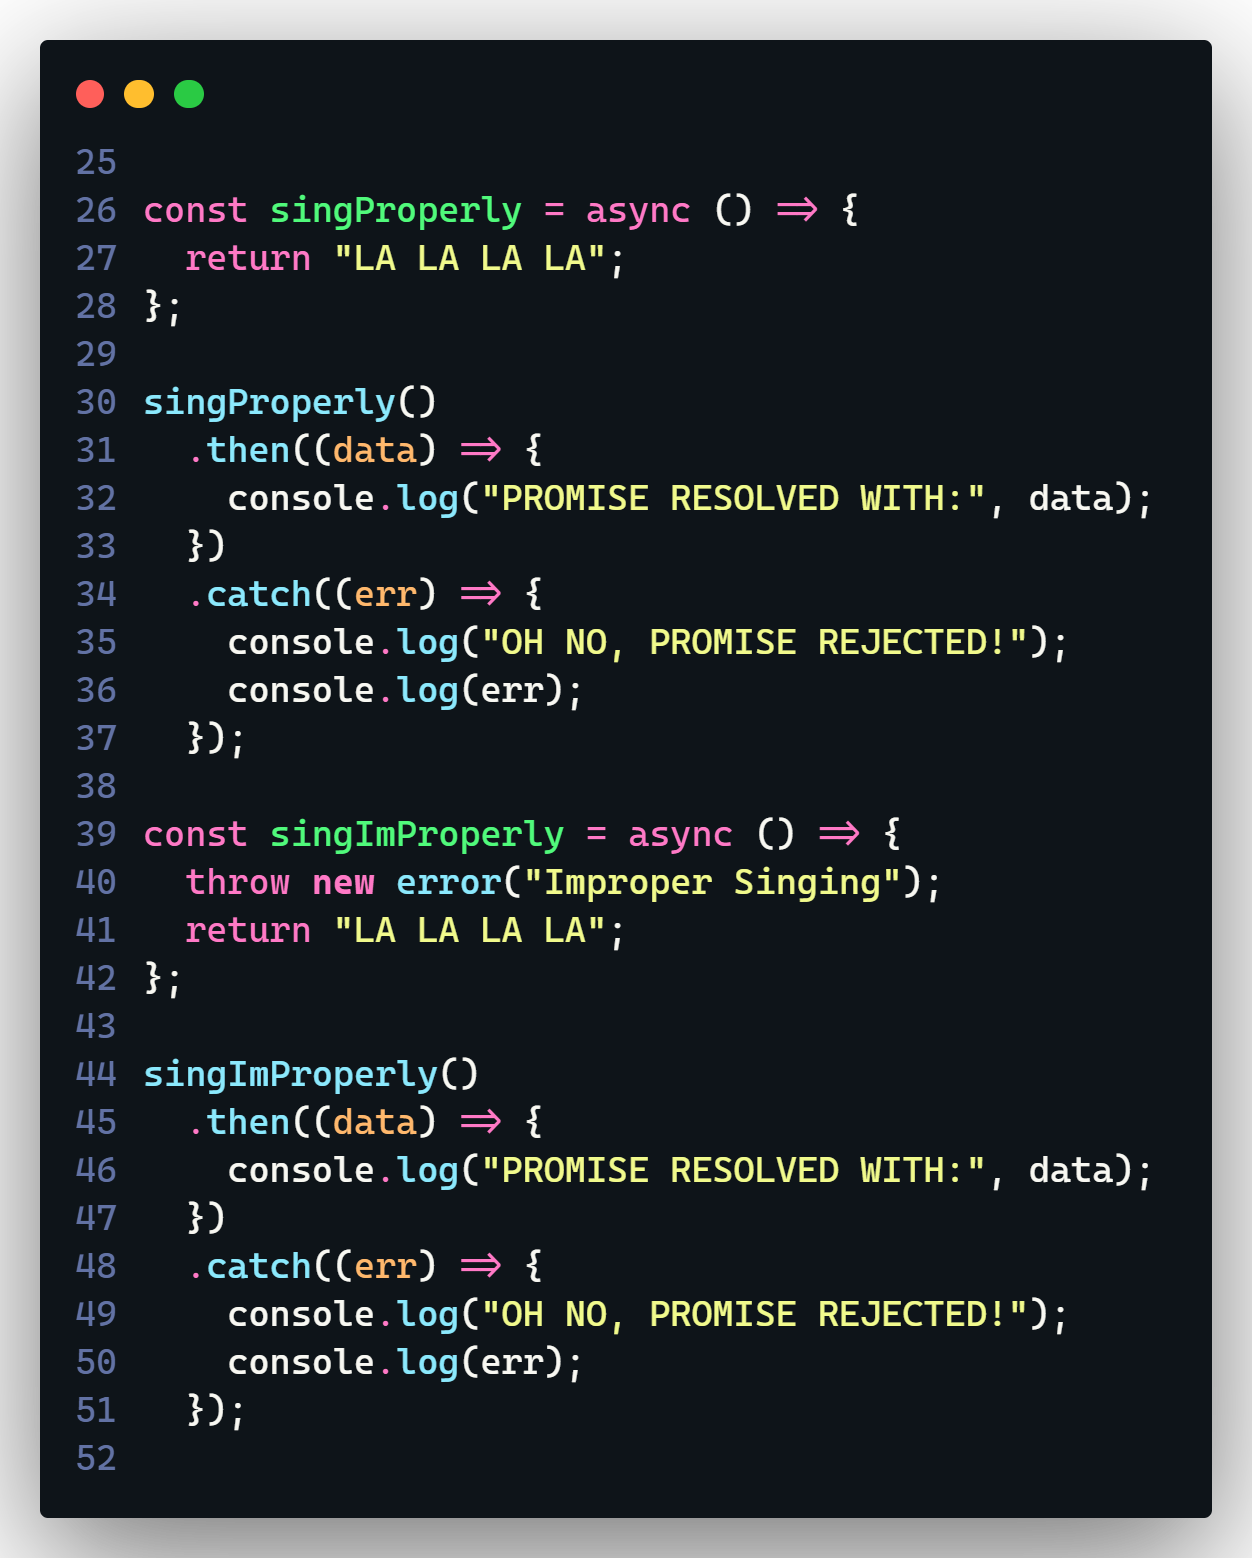 25
26 const singProperly = async () => {
27   return "LA LA LA LA";
28 };
29
30 singProperly()
31   .then((data) => {
32     console.log("PROMISE RESOLVED WITH:", data);
33   })
34   .catch((err) => {
35     console.log("OH NO, PROMISE REJECTED!");
36     console.log(err);
37   });
38
39 const singImProperly = async () => {
40   throw new error("Improper Singing");
41   return "LA LA LA LA";
42 };
43
44 singImProperly()
45   .then((data) => {
46     console.log("PROMISE RESOLVED WITH:", data);
47   })
48   .catch((err) => {
49     console.log("OH NO, PROMISE REJECTED!");
50     console.log(err);
51   });
52